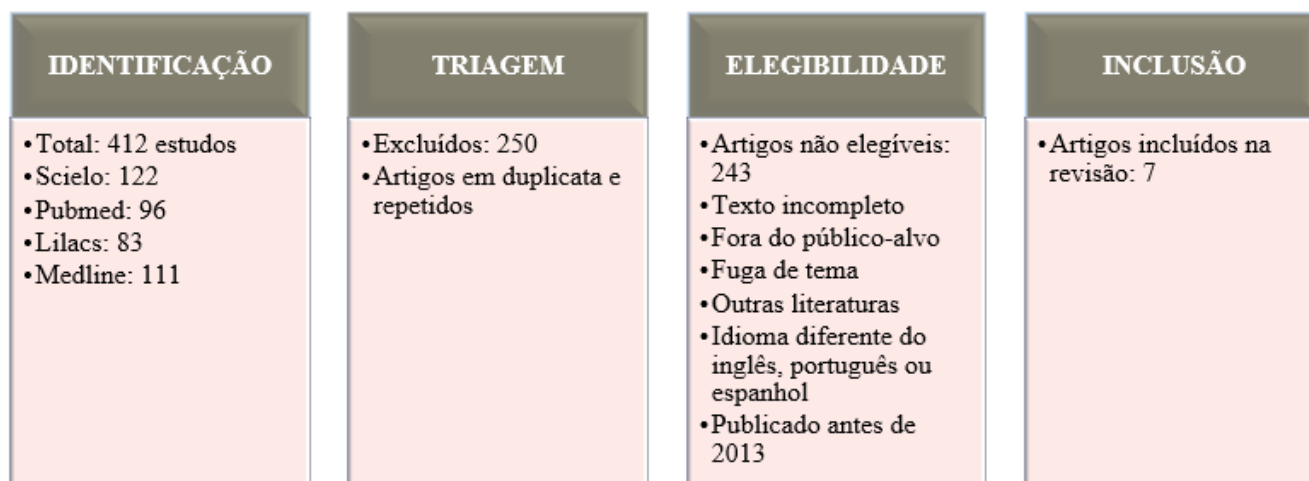 IDENTIFICAÇÃO
•Total: 412 estudos
•Scielo: 122
•Pubmed: 96
•Lilacs: 83
•Medline: 111
TRIAGEM
•Excluídos: 250
•Artigos em duplicata e
repetidos
ELEGIBILIDADE
•Artigos não elegíveis:
243
•Texto incompleto
•Fora do público-alvo
•Fuga de tema
•Outras literaturas
•Idioma diferente do
inglês, português ou
espanhol
•Publicado antes de
2013
INCLUSÃO
•Artigos incluídos na
revisão: 7